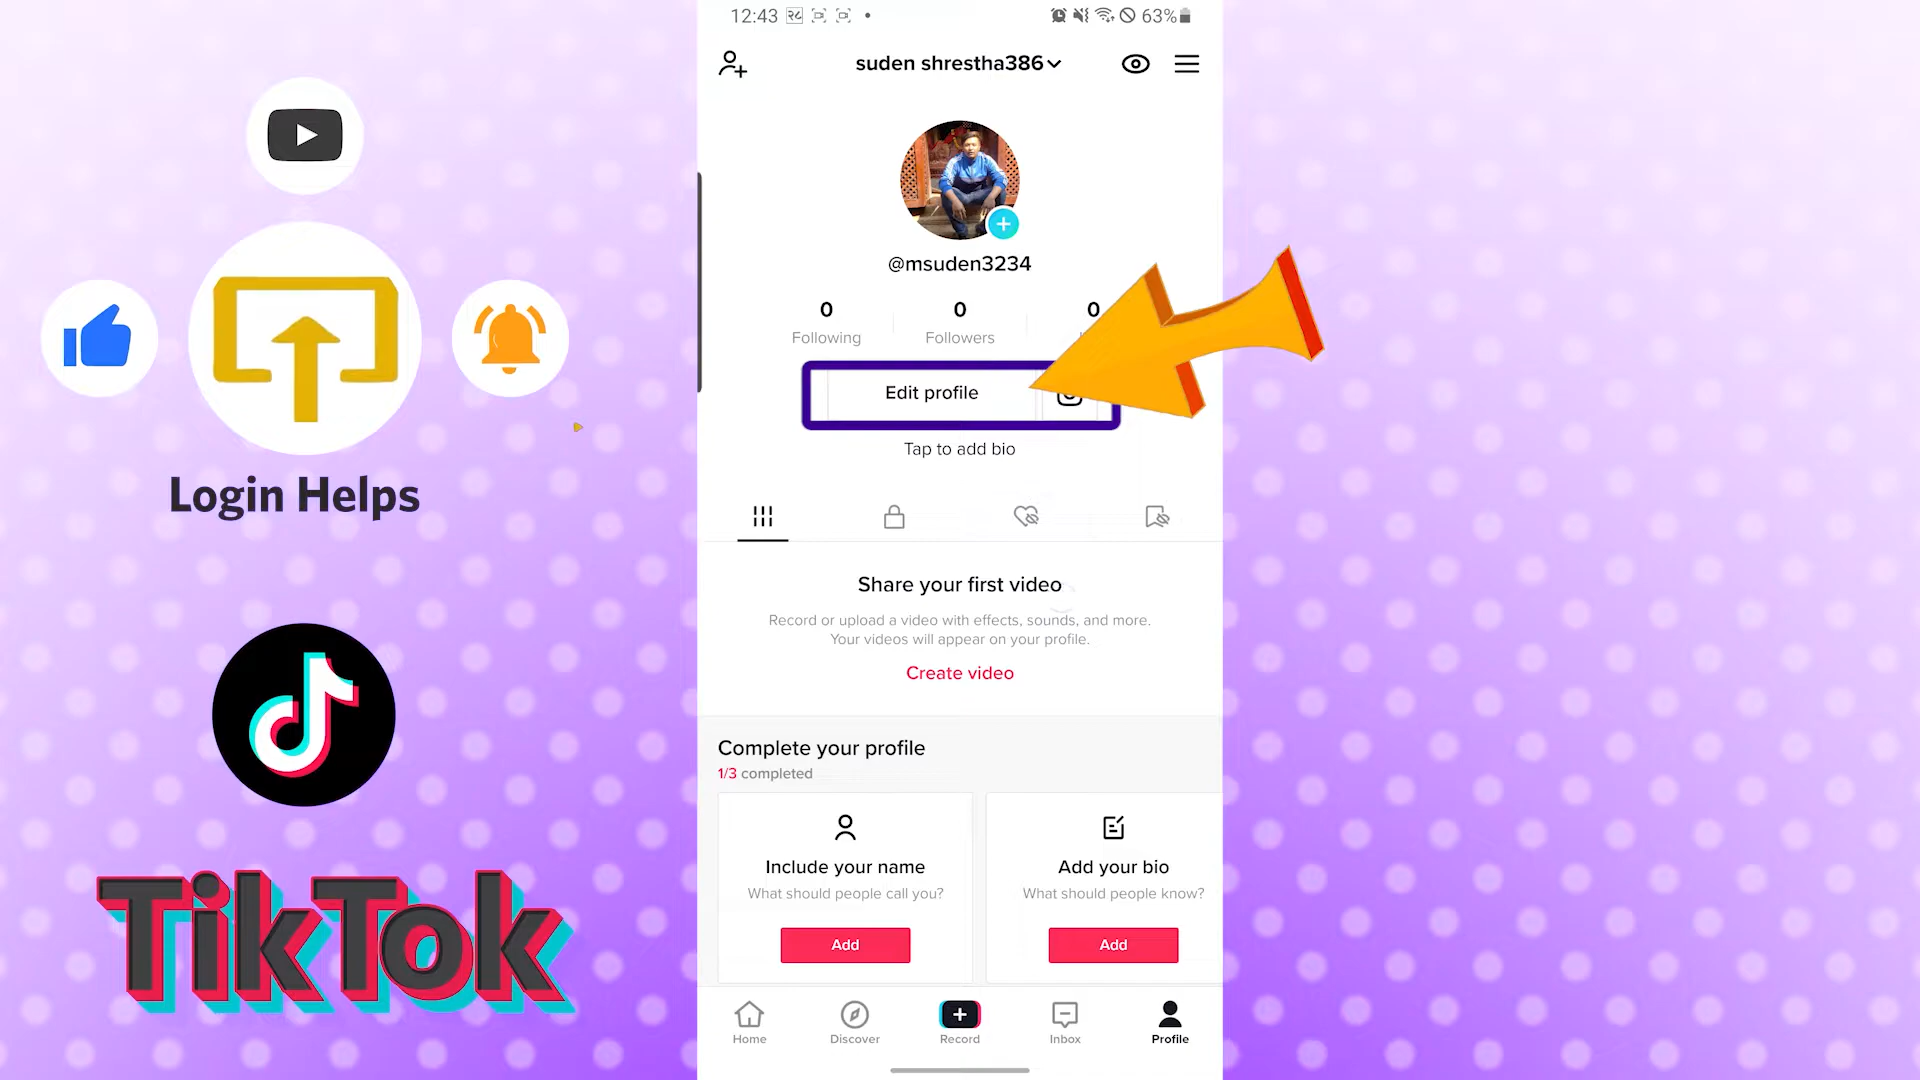 12:43
63%
suden shrestha386
@msuden3234
0
0
0
Following
Followers
Edit profile
Tap to add bio
Login Helps
Share your first video
Record or upload a video with effects, sounds, and more.
Your videos will appear on your profile.
Create video
Complete your profile
1/3 completed
Include your name
What should people call you?
Add
Add your bio
What should people know?
Add
TikTok
Home
Discover
Record
Inbox
Profile